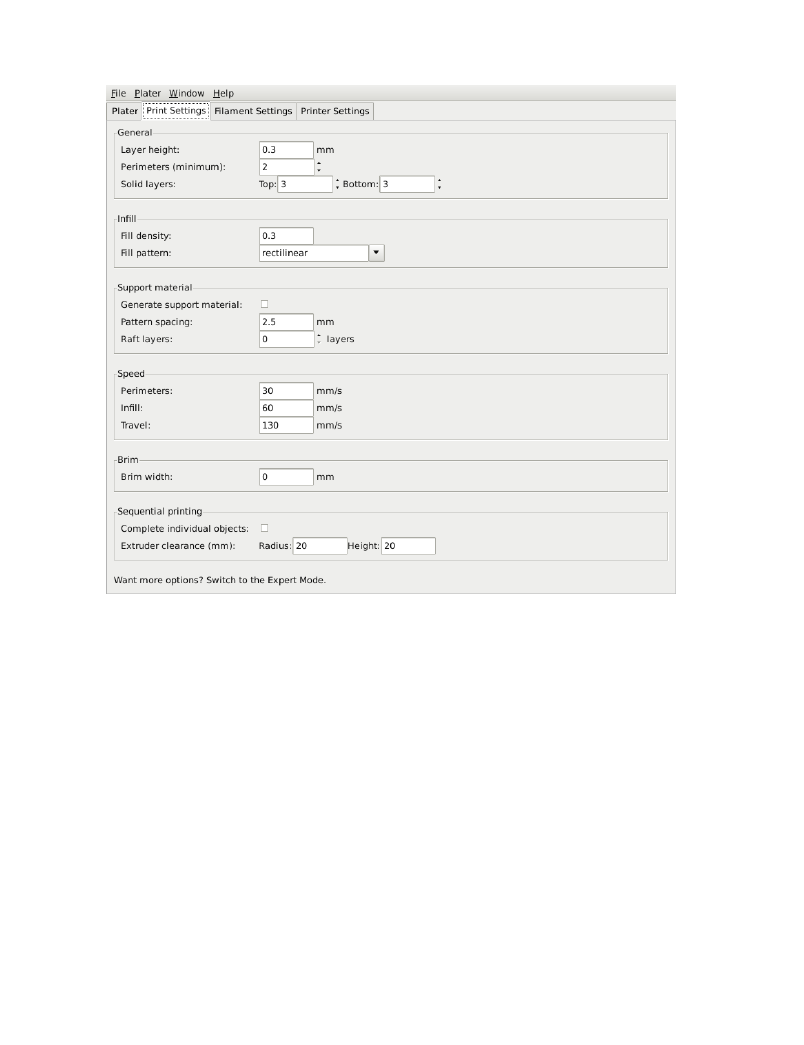 File Plater Window Help
Plater Print Settings Filament Settings Printer Settings
General
Layer height: 0.3 mm
Perimeters (minimum): 2
Solid layers: Top: 3 Bottom: 3
Infill
Fill density: 0.3
Fill pattern: rectilinear
Support material
Generate support material:
Pattern spacing: 2.5 mm
Raft layers: 0 layers
Speed
Perimeters: 30 mm/s
Infill: 60 mm/s
Travel: 130 mm/s
Brim
Brim width: 0 mm
Sequential printing
Complete individual objects:
Extruder clearance (mm): Radius: 20 Height: 20
Want more options? Switch to the Expert Mode.